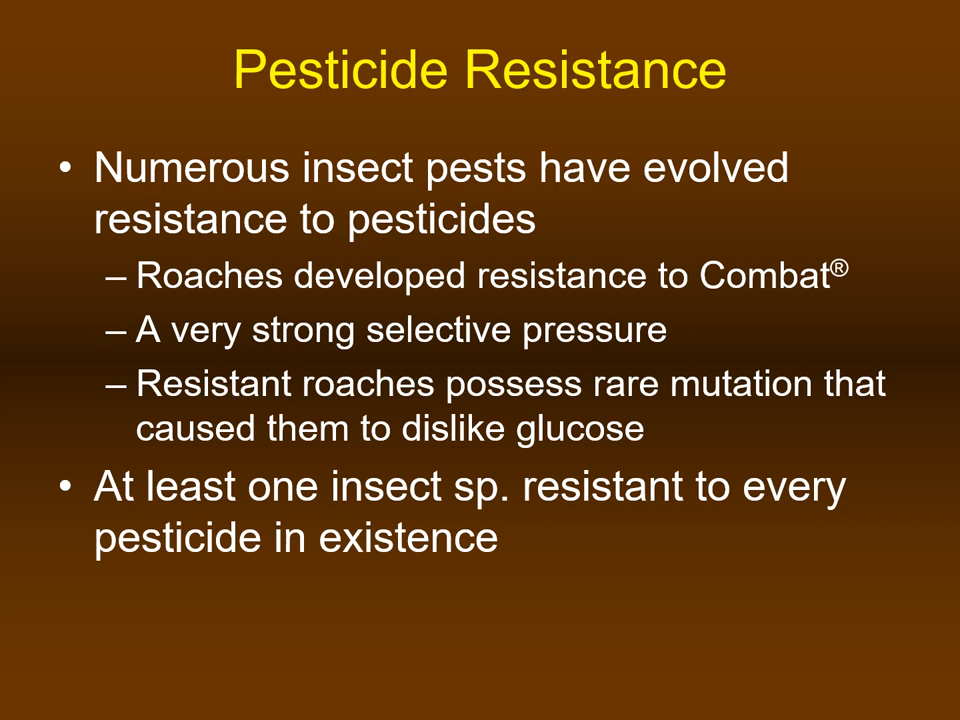 Pesticide Resistance
• Numerous insect pests have evolved
resistance to pesticides
– Roaches developed resistance to Combat®
– A very strong selective pressure
– Resistant roaches possess rare mutation that
caused them to dislike glucose
• At least one insect sp. resistant to every
pesticide in existence